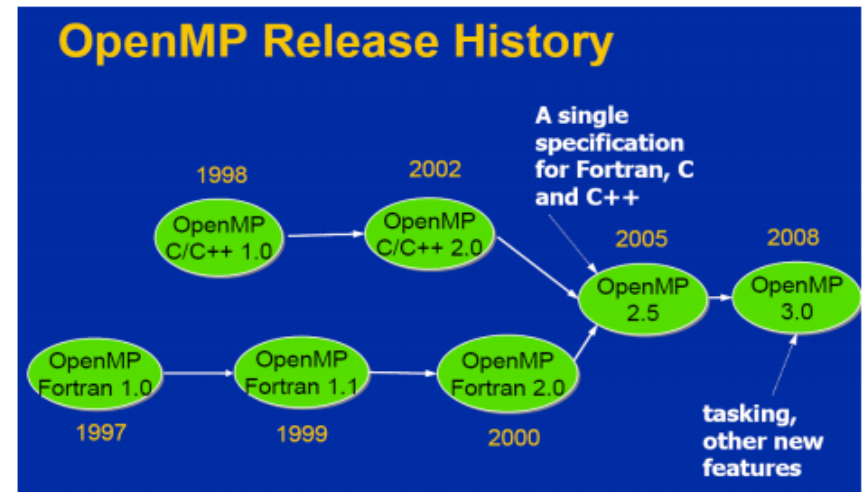 OpenMP Release History
A single
specification
for Fortran, C
and C++
1998
2002
OpenMP
C/C++ 1.0
OpenMP
C/C++ 2.0
2005
2008
OpenMP
2.5
OpenMP
3.0
OpenMP
Fortran 1.0
OpenMP
Fortran 1.1
OpenMP
Fortran 2.0
1997
1999
2000
tasking,
other new
features